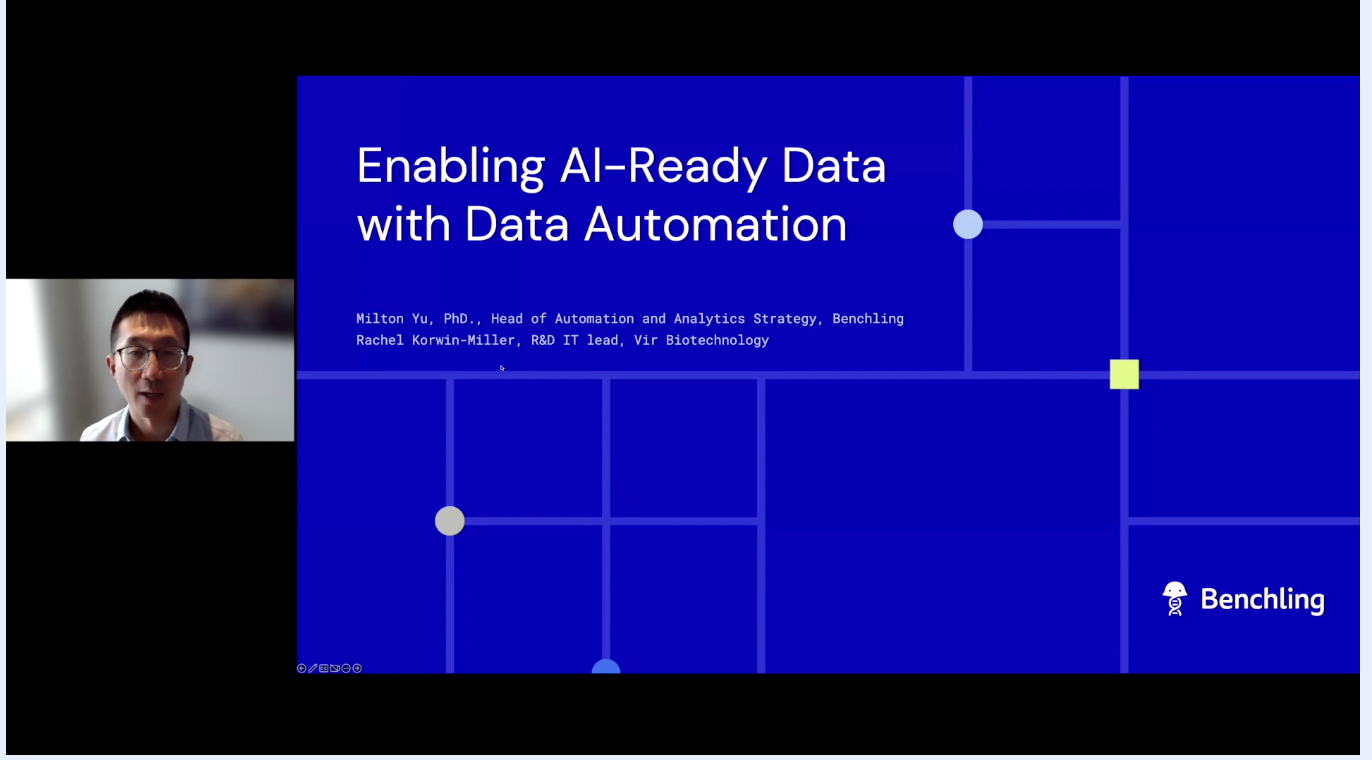 Enabling AI-Ready Data
with Data Automation
Milton Yu, PhD., Head of Automation and Analytics Strategy, Benchling
Rachel Korwin-Miller, R&D IT lead, Vir Biotechnology
Benchling